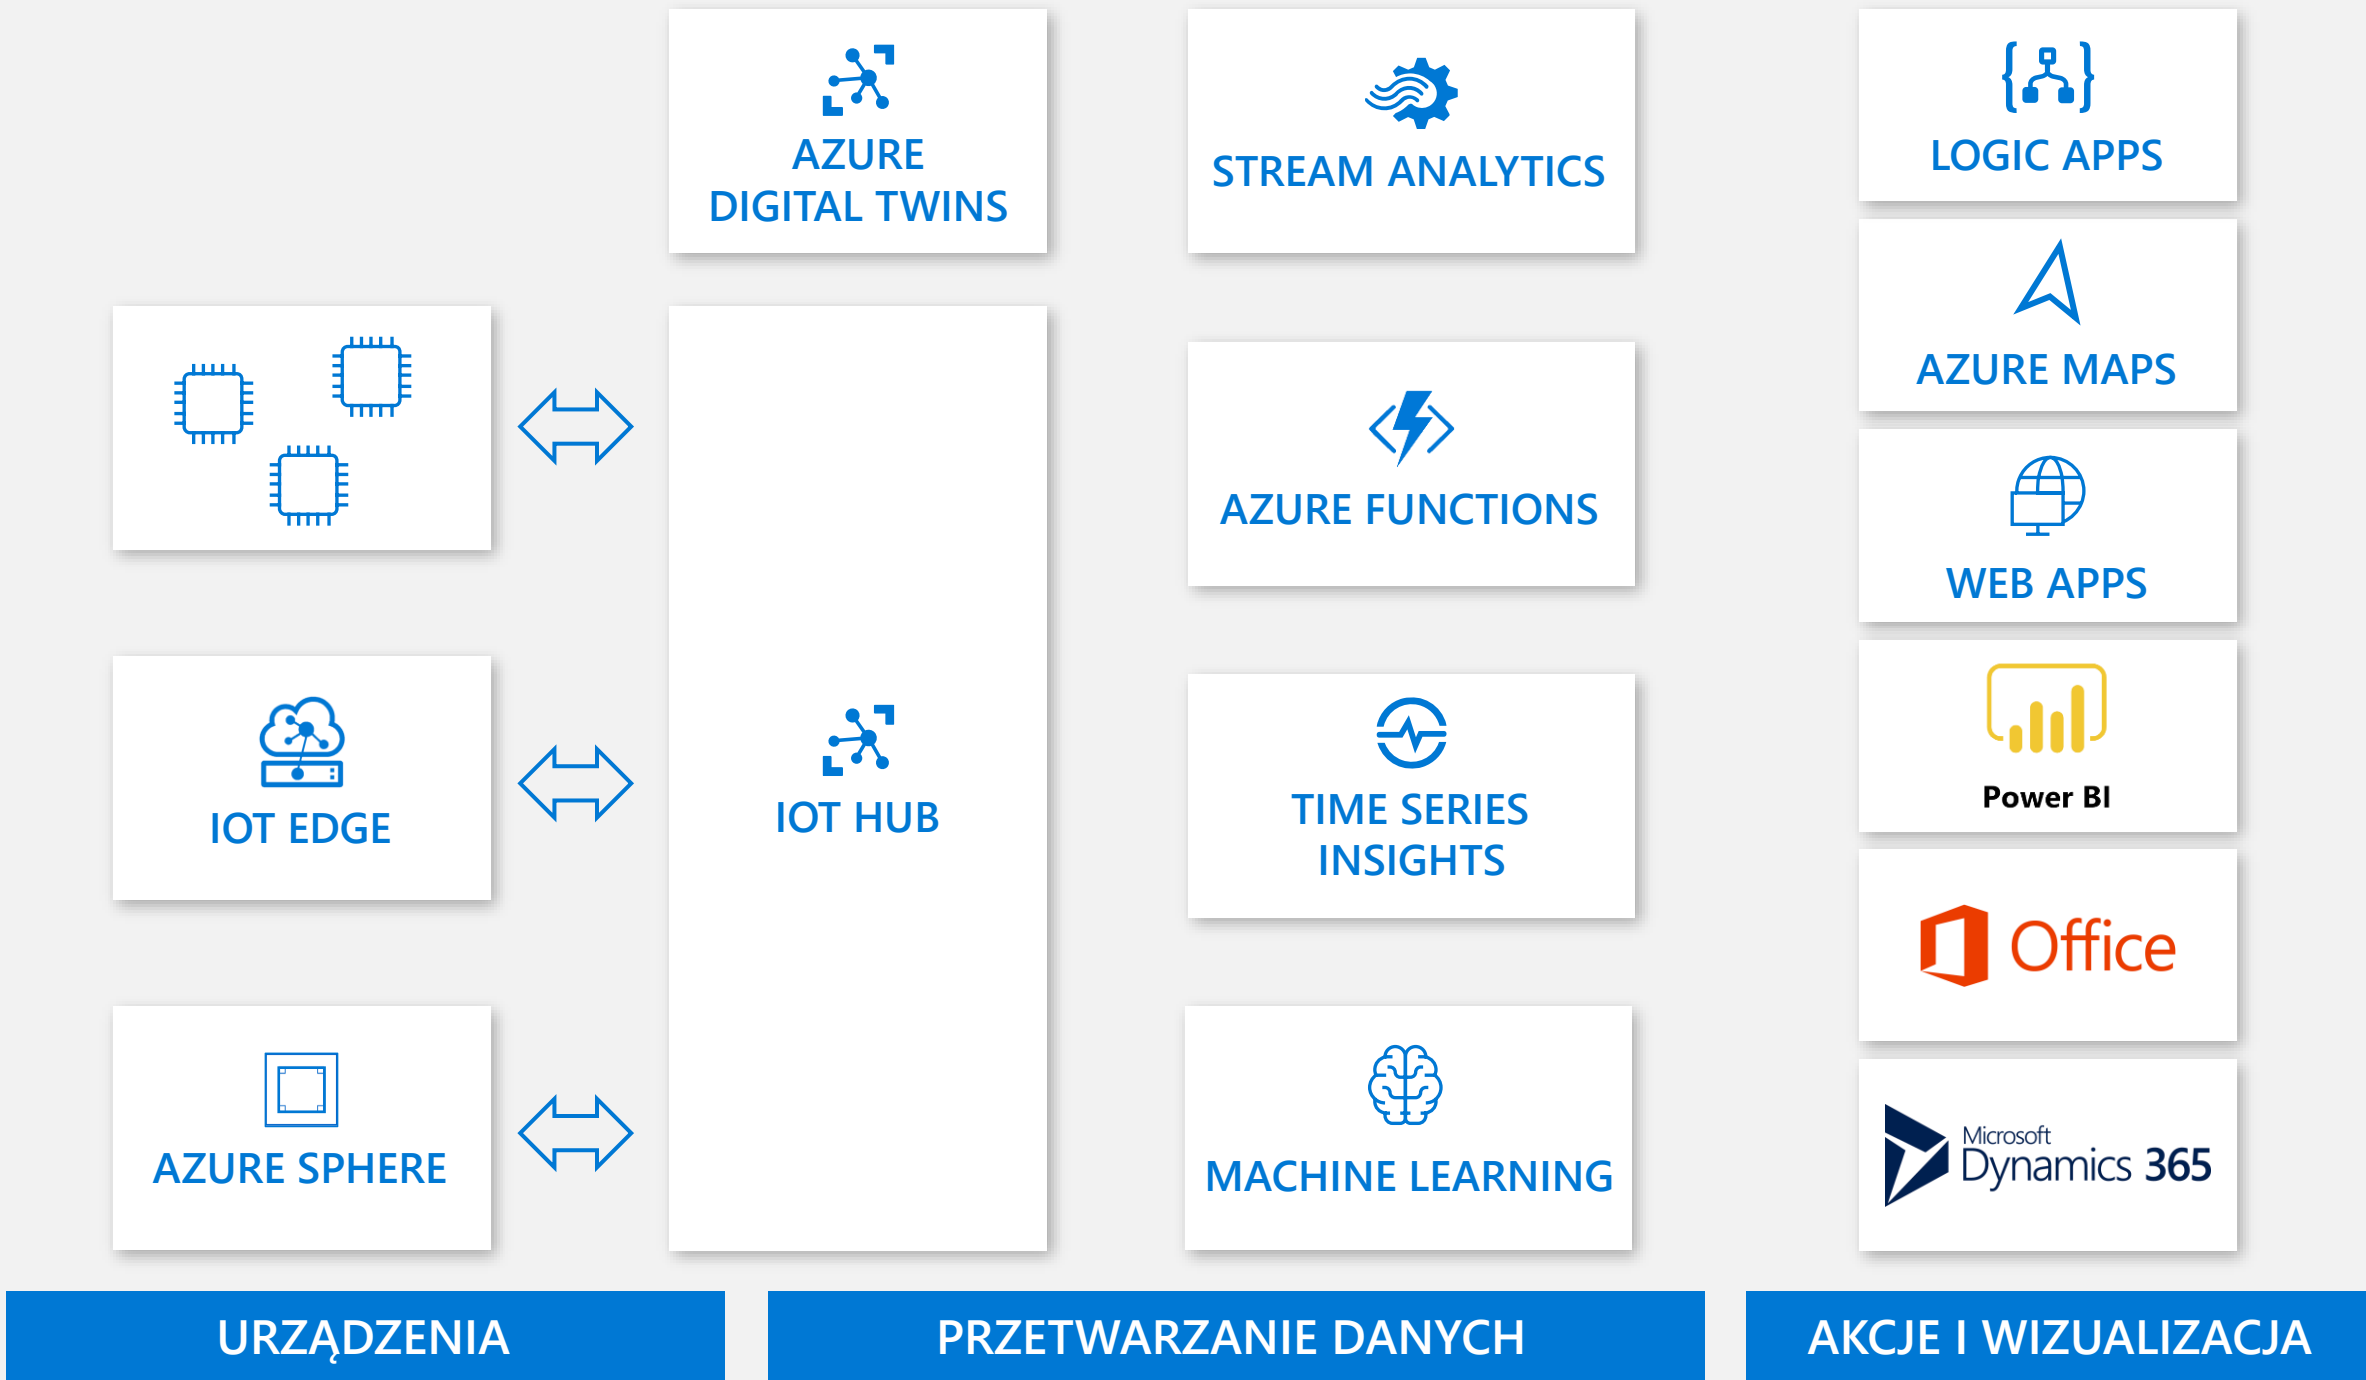 AZURE
DIGITAL TWINS
STREAM ANALYTICS
LOGIC APPS
AZURE MAPS
AZURE FUNCTIONS
WEB APPS
IOT EDGE
IOT HUB
TIME SERIES
INSIGHTS
Power BI
Office
AZURE SPHERE
MACHINE LEARNING
Microsoft
Dynamics 365
URZĄDZENIA
PRZETWARZANIE DANYCH
AKCJE I WIZUALIZACJA